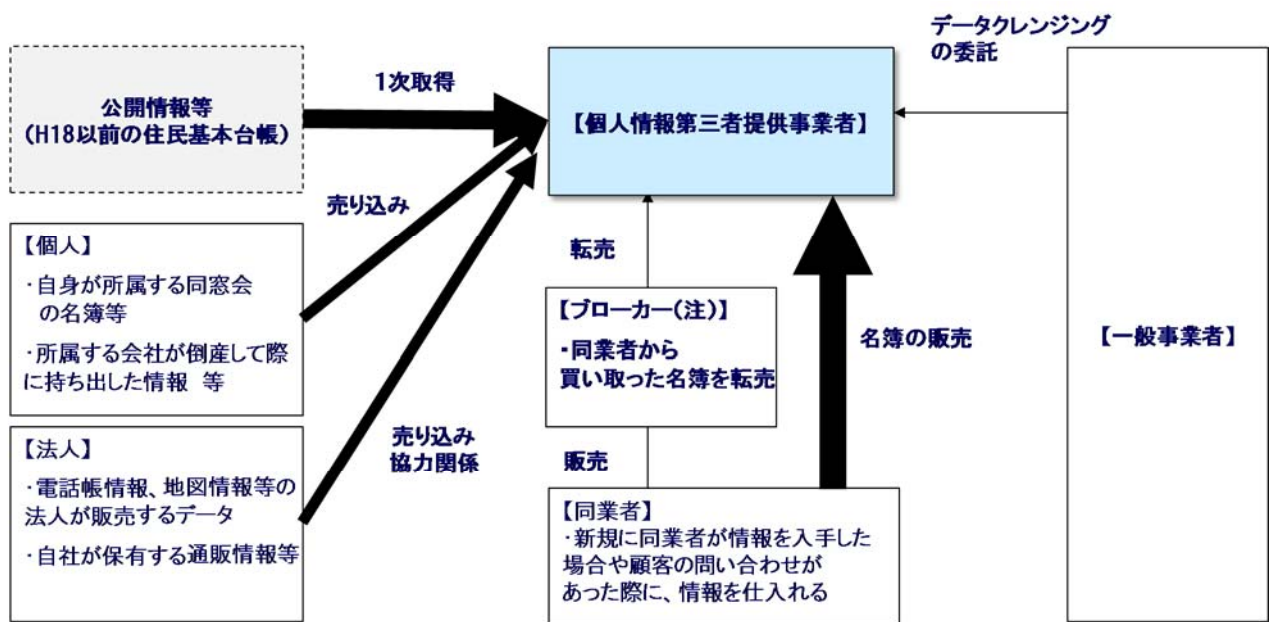 公開情報等
(H18以前の住民基本台帳)
1次取得
【個人情報第三者提供事業者】
データクレンジング
の委託
【一般事業者】
売り込み
【個人】
・自身が所属する同窓会
の名簿等
・所属する会社が倒産して際
に持ち出した情報 等
転売
【ブローカー(注)】
・同業者から
買い取った名簿を転売
名簿の販売
売り込み
協力関係
【法人】
・電話帳情報、地図情報等の
法人が販売するデータ
・自社が保有する通販情報等
販売
【同業者】
・新規に同業者が情報を入手した
場合や顧客の問い合わせが
あった際に、情報を仕入れる